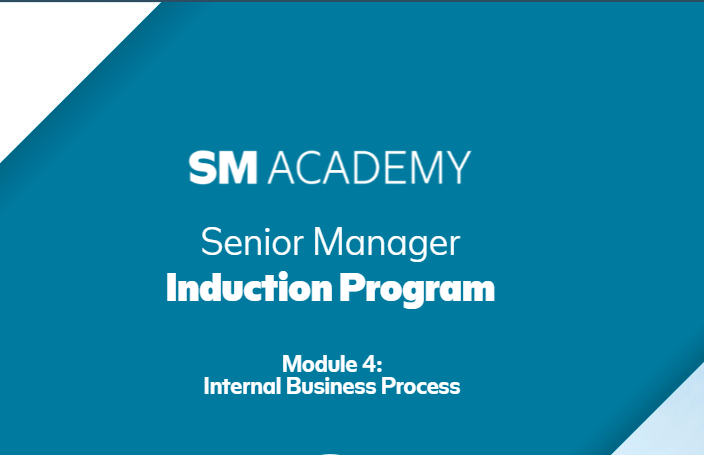 SM ACADEMY
Senior Manager
Induction Program
Module 4:
Internal Business Process